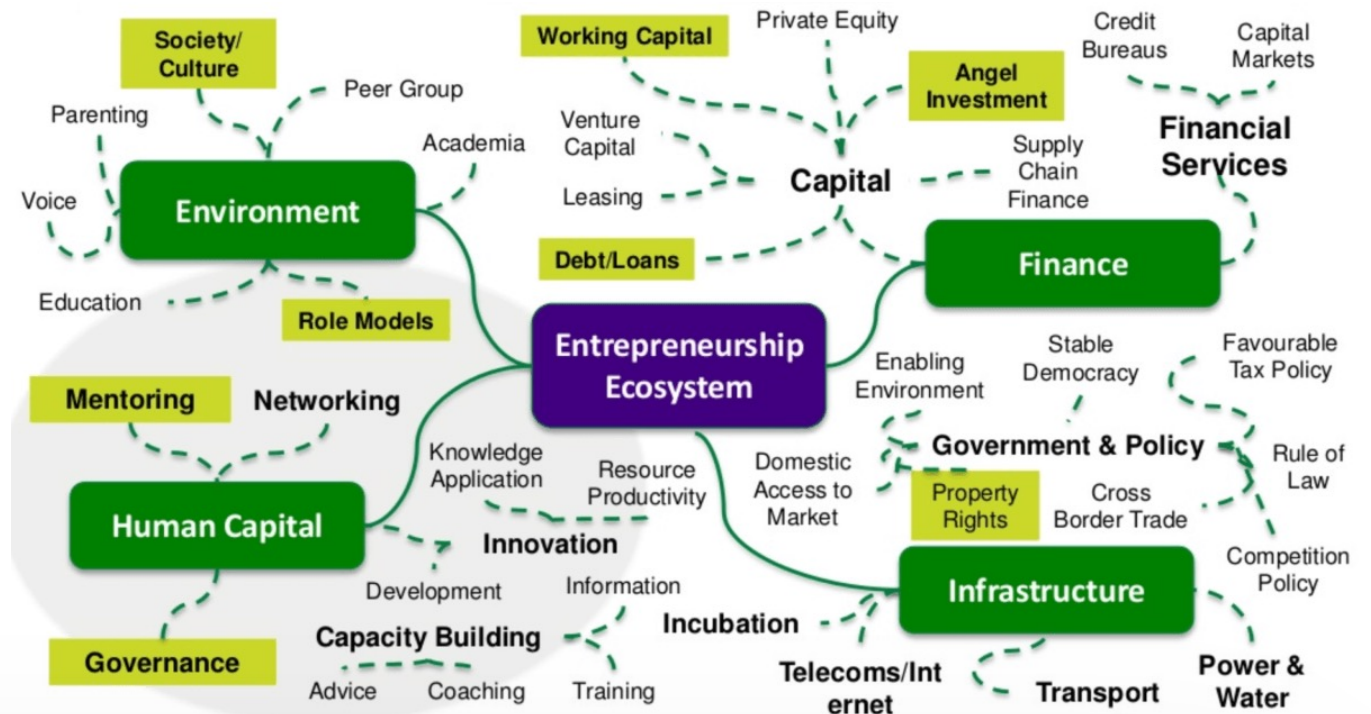 Society/
Culture
Peer Group
Parenting
Academia
Voice
Environment
Education
Role Models
Working Capital
Private Equity
Angel
Investment
Venture
Capital
Leasing
Capital
Supply
Chain
Finance
Debt/Loans
Credit
Bureaus
Capital
Markets
Financial
Services
Finance
Entrepreneurship
Ecosystem
Mentoring
Networking
Human Capital
Governance
Knowledge
Application
Resource
Productivity
Innovation
Development
Information
Capacity Building
Advice
Coaching
Training
Enabling
Environment
Stable
Democracy
Favourable
Tax Policy
Government & Policy
Domestic
Access to
Market
Property
Rights
Cross
Border Trade
Rule of
Law
Competition
Policy
Infrastructure
Incubation
Telecoms/Int
ernet
Transport
Power &
Water